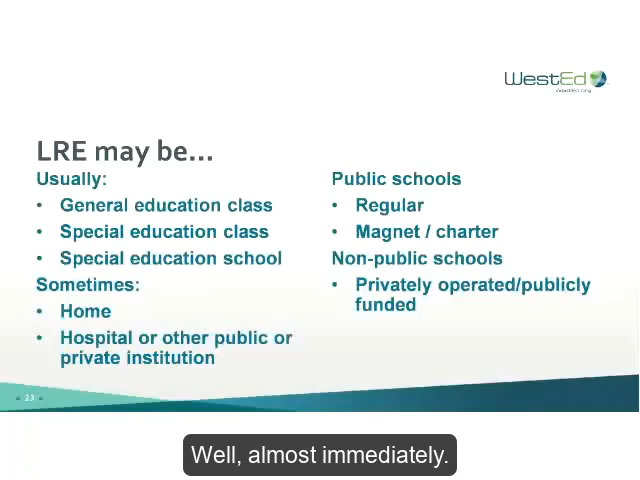 WestEd
WestEd.org
LRE may be...
Usually:
• General education class
• Special education class
• Special education school
Sometimes:
• Home
• Hospital or other public or
private institution
Public schools
• Regular
• Magnet / charter
Non-public schools
• Privately operated/publicly
funded
23
Well, almost immediately.